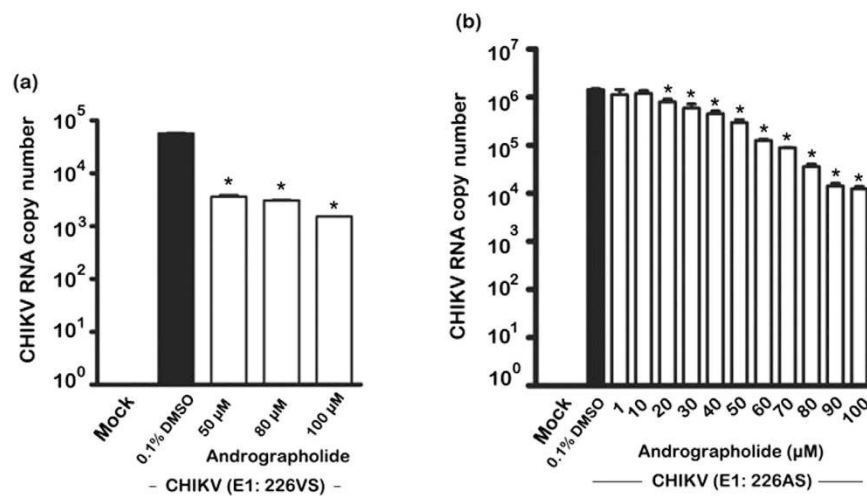 (a)
CHIKV RNA copy number
10^5
10^4
10^3
10^2
10^1
10^0
*
*
*
Mock
0.1% DMSO
50 µM
80 µM
100 µM
Andrographolide
– CHIKV (E1: 226VS) –
(b)
CHIKV RNA copy number
10^7
10^6
10^5
10^4
10^3
10^2
10^1
10^0
*
*
*
*
*
*
*
*
*
Mock
0.1% DMSO
1
10
20
30
40
50
60
70
80
90
100
Andrographolide (µM)
CHIKV (E1: 226AS)